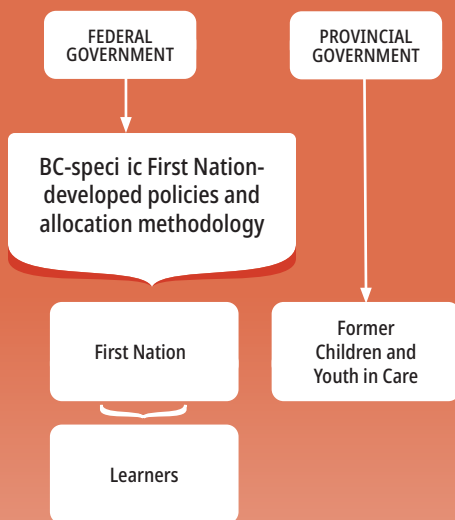 FEDERAL
GOVERNMENT
PROVINCIAL
GOVERNMENT
BC-speci ic First Nation-
developed policies and
allocation methodology
First Nation
Former
Children and
Youth in Care
Learners